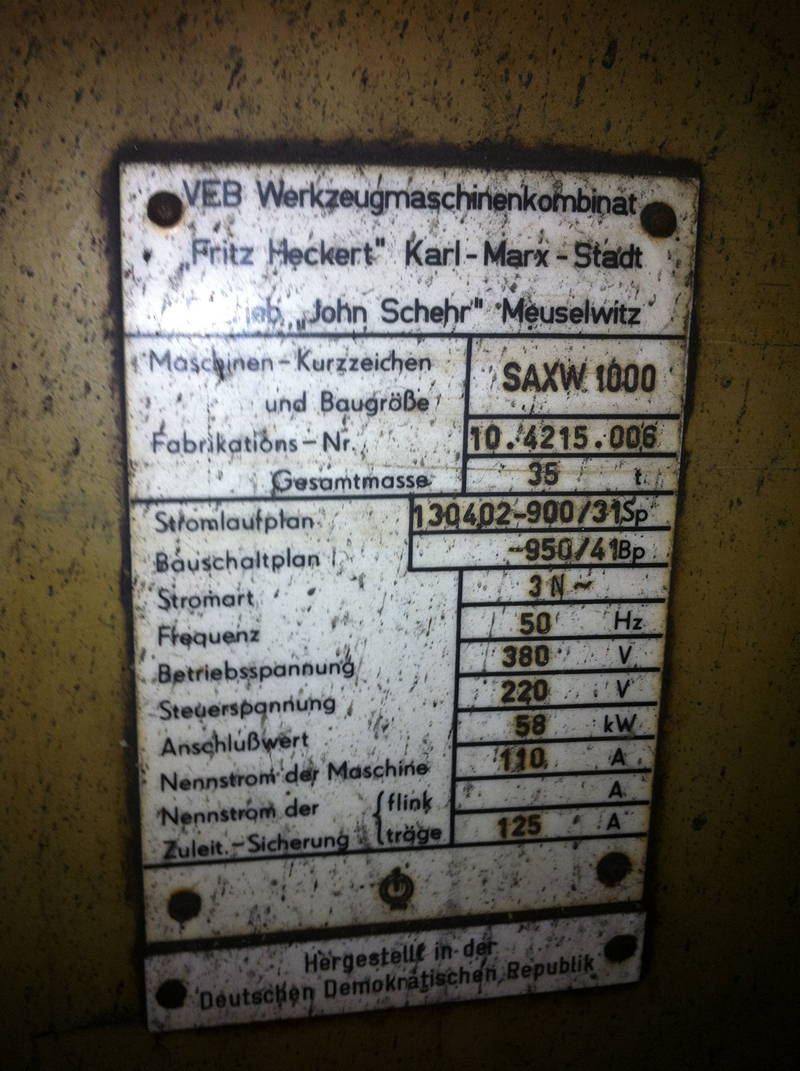 VEB Werkzeugmaschinenkombinat
„Fritz Heckert" Karl-Marx-Stadt
„John Schehr" Meuselwitz
Maschinen-Kurzzeichen
und Baugröße SAXW 1000
Fabrikations-Nr. 10.4215.006
Gesamtmasse 35 t
Stromlaufplan 130402-900/31Sp
Bauschaltplan -950/41Bp
Stromart 3 N ~
Frequenz 50 Hz
Betriebsspannung 380 V
Steuerspannung 220 V
Anschlußwert 58 kW
Nennstrom der Maschine 110 A
Nennstrom der { flink A
Zuleit.-Sicherung { träge 125 A
Hergestellt in der
Deutschen Demokratischen Republik